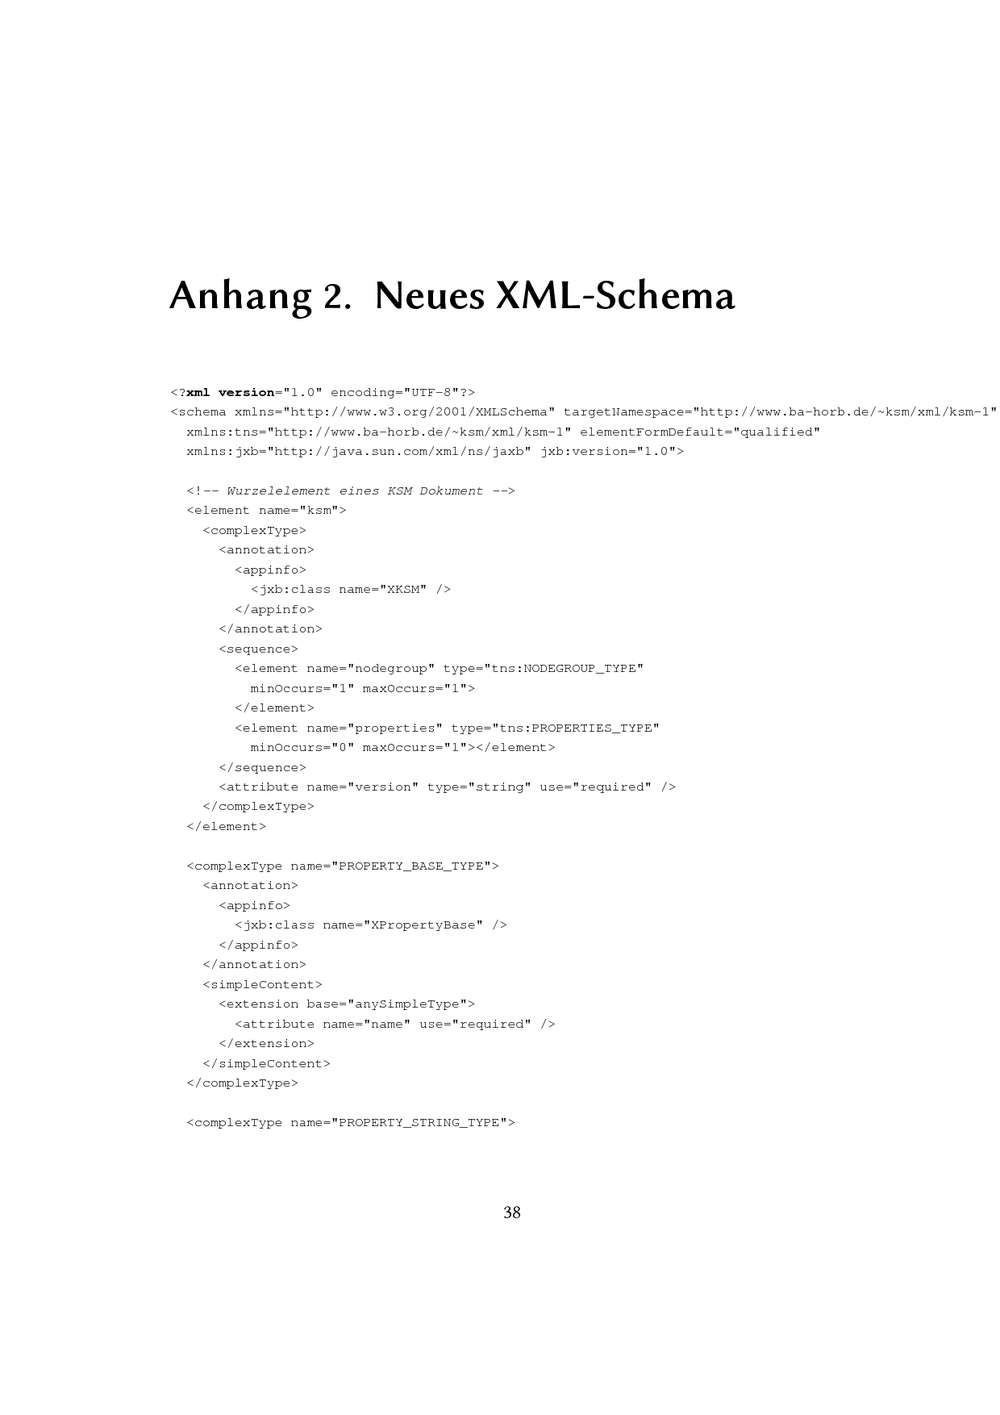 Anhang 2. Neues XML-Schema
<?xml version="1.0" encoding="UTF-8"?>
<schema xmlns="http://www.w3.org/2001/XMLSchema" targetNamespace="http://www.ba-horb.de/~ksm/xml/ksm-1"
  xmlns:tns="http://www.ba-horb.de/~ksm/xml/ksm-1" elementFormDefault="qualified"
  xmlns:jxb="http://java.sun.com/xml/ns/jaxb" jxb:version="1.0">
  <!-- Wurzelelement eines KSM Dokument -->
  <element name="ksm">
    <complexType>
      <annotation>
        <appinfo>
          <jxb:class name="XKSM" />
        </appinfo>
      </annotation>
      <sequence>
        <element name="nodegroup" type="tns:NODEGROUP_TYPE"
          minOccurs="1" maxOccurs="1">
        </element>
        <element name="properties" type="tns:PROPERTIES_TYPE"
          minOccurs="0" maxOccurs="1"></element>
      </sequence>
      <attribute name="version" type="string" use="required" />
    </complexType>
  </element>
  <complexType name="PROPERTY_BASE_TYPE">
    <annotation>
      <appinfo>
        <jxb:class name="XPropertyBase" />
      </appinfo>
    </annotation>
    <simpleContent>
      <extension base="anySimpleType">
        <attribute name="name" use="required" />
      </extension>
    </simpleContent>
  </complexType>
  <complexType name="PROPERTY_STRING_TYPE">
38